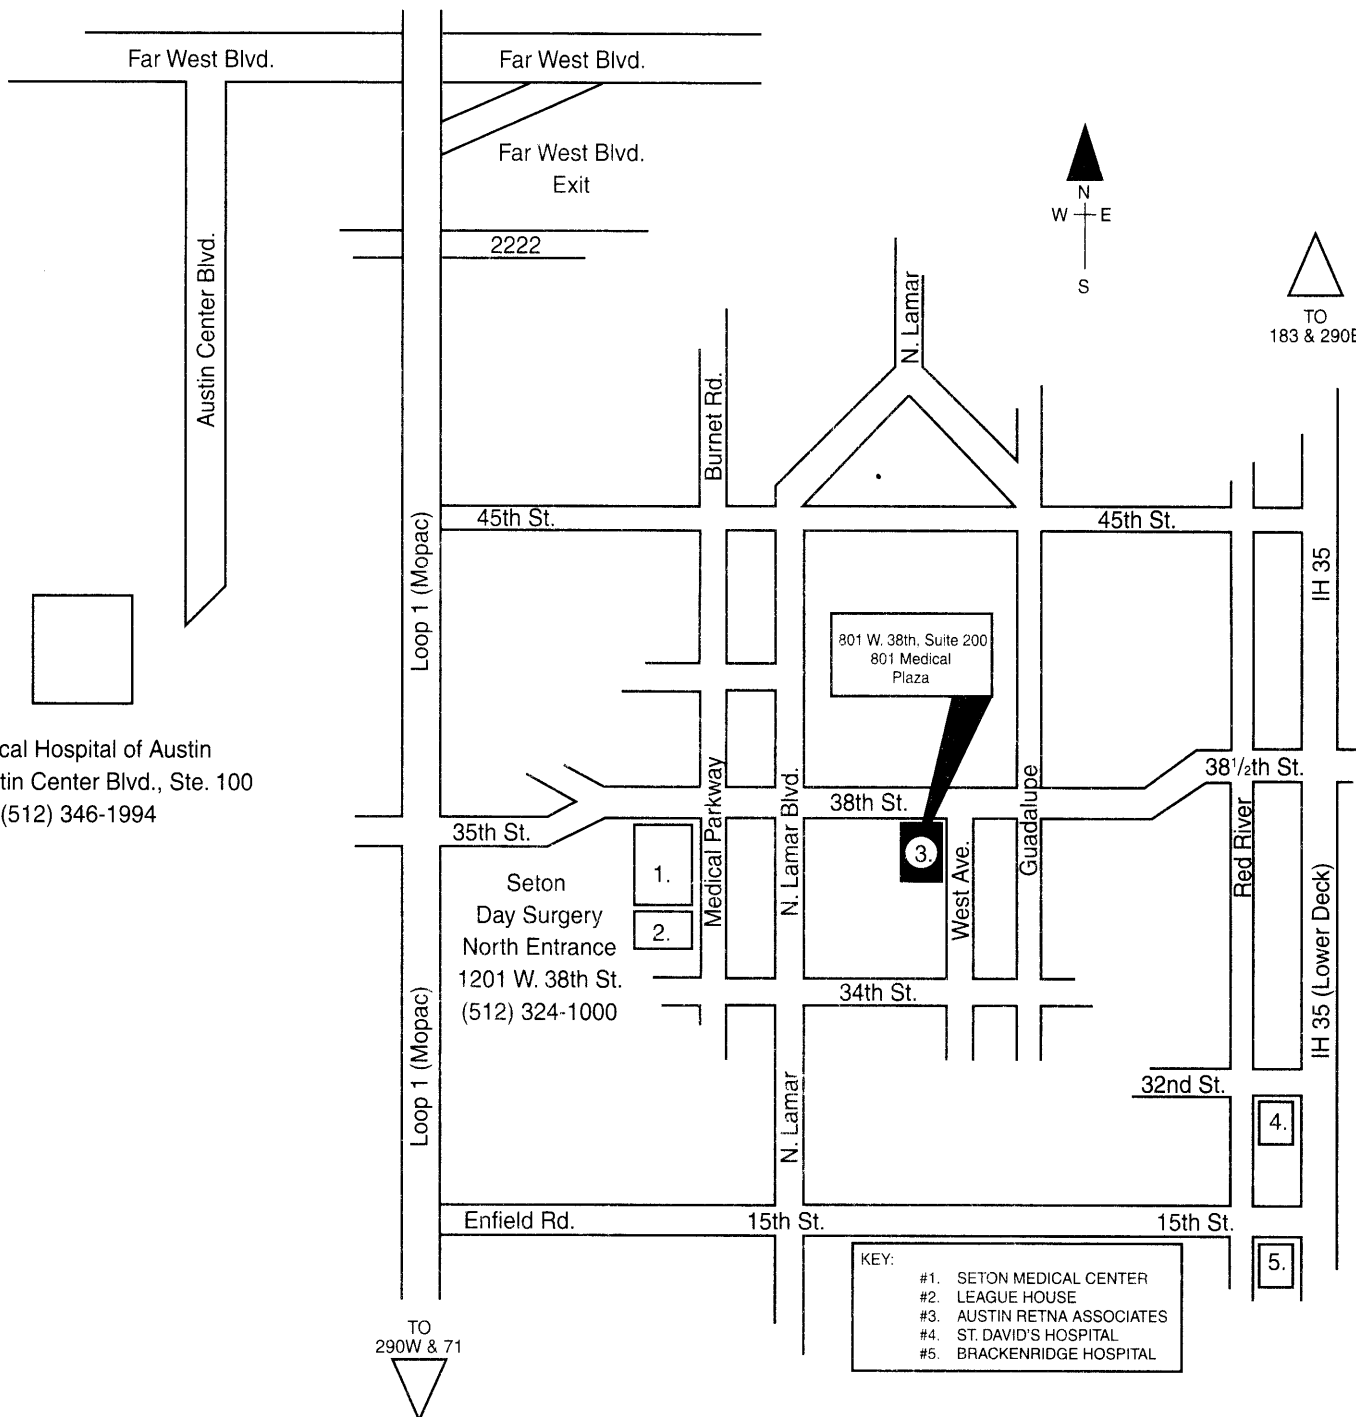 Far West Blvd.
Far West Blvd.
Far West Blvd.
Exit
2222
N
W E
S
TO
183 & 290E
Austin Center Blvd.
Burnet Rd.
N. Lamar
45th St.
45th St.
Loop 1 (Mopac)
IH 35
801 W. 38th, Suite 200
801 Medical
Plaza
cal Hospital of Austin
tin Center Blvd., Ste. 100
(512) 346-1994
35th St.
38th St.
38 1/2th St.
Medical Parkway
N. Lamar Blvd.
Guadalupe
Red River
West Ave.
IH 35 (Lower Deck)
1.
2.
3.
Seton
Day Surgery
North Entrance
1201 W. 38th St.
(512) 324-1000
34th St.
Loop 1 (Mopac)
N. Lamar
32nd St.
4.
Enfield Rd.
15th St.
15th St.
5.
KEY:
#1. SETON MEDICAL CENTER
#2. LEAGUE HOUSE
#3. AUSTIN RETNA ASSOCIATES
#4. ST. DAVID'S HOSPITAL
#5. BRACKENRIDGE HOSPITAL
TO
290W & 71